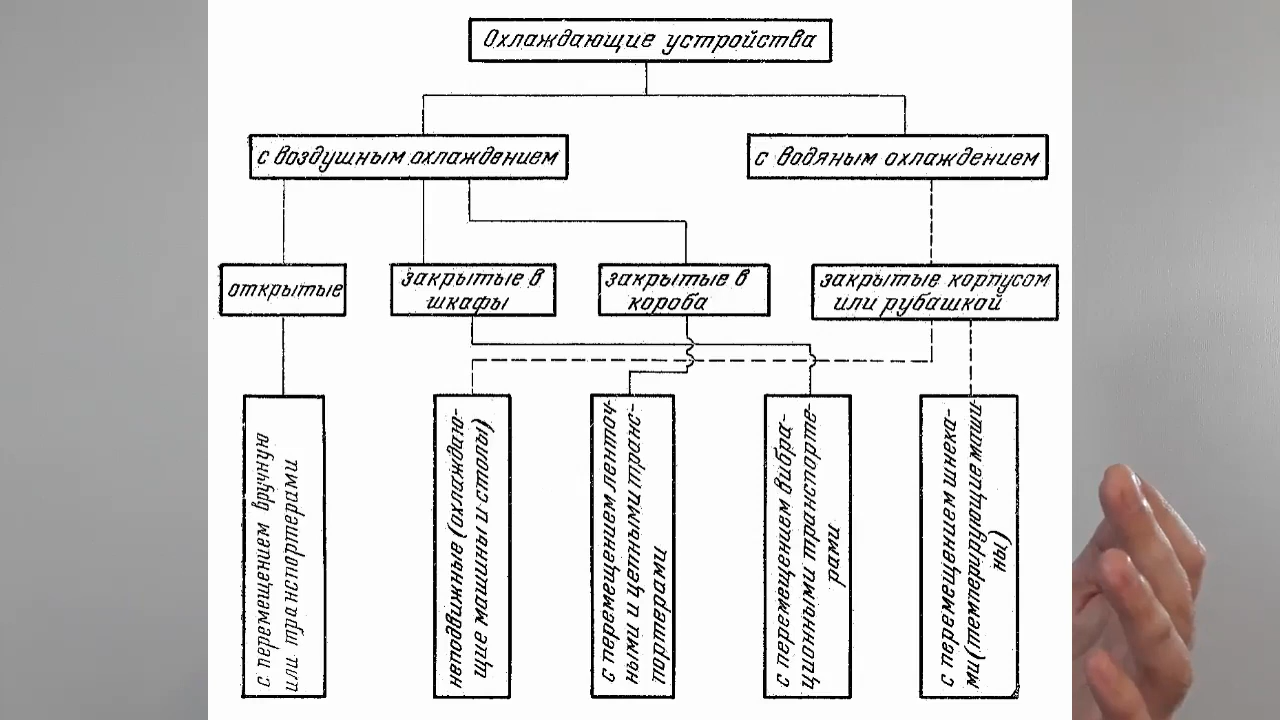 Охлаждающие устройства
с воздушным охлаждением
с водяным охлаждением
открытые
закрытые в
шкафы
закрытые в
короба
закрытые корпусом
или рубашкой
с перемещением вручную
или транспортерами
неподвижные (охлаждаю-
щие машины и столы)
с перемещением ленточ-
ными и цепными транс-
портерами
с перемещением вибра-
ционными транспорте-
рами
с перемещением шнека-
ми (темперирующие маши-
ны)